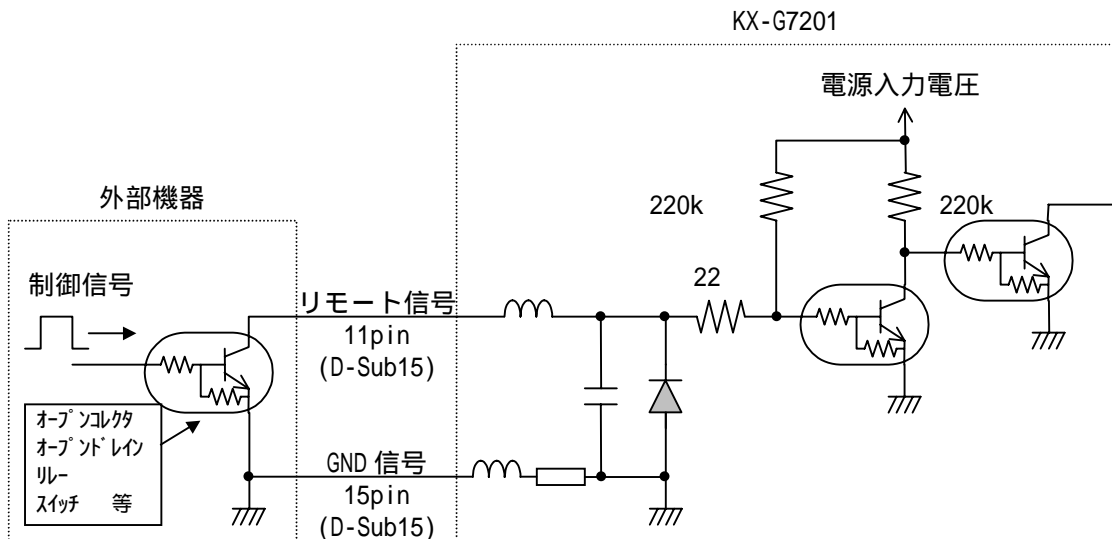 KX-G7201
電源入力電圧
外部機器
220k
220k
制御信号
22
リモート信号
11pin
(D-Sub15)
ｵｰﾌﾟﾝｺﾚｸﾀ
ｵｰﾌﾟﾝﾄﾞﾚｲﾝ
ﾘﾚｰ
ｽｲｯﾁ 等
GND 信号
15pin
(D-Sub15)